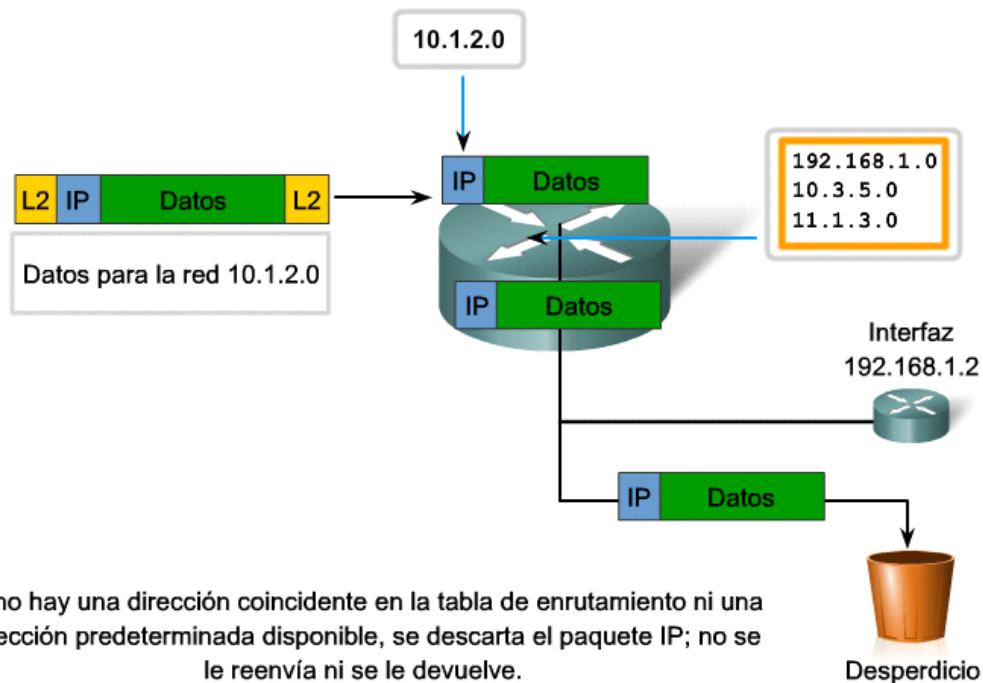 10.1.2.0
192.168.1.0
10.3.5.0
11.1.3.0
IP Datos
L2 IP Datos L2
Datos para la red 10.1.2.0
IP Datos
Interfaz
192.168.1.2
IP Datos
no hay una dirección coincidente en la tabla de enrutamiento ni una
ección predeterminada disponible, se descarta el paquete IP; no se
le reenvía ni se le devuelve.
Desperdicio